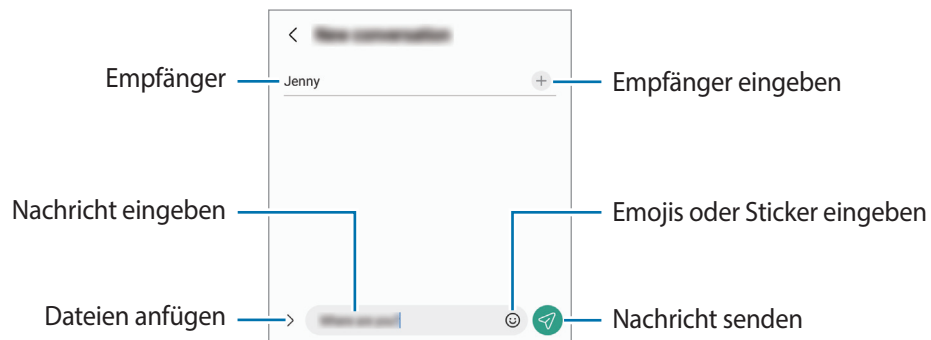 Empfänger
Jenny
Empfänger eingeben
Nachricht eingeben
Emojis oder Sticker eingeben
Dateien anfügen
Nachricht senden